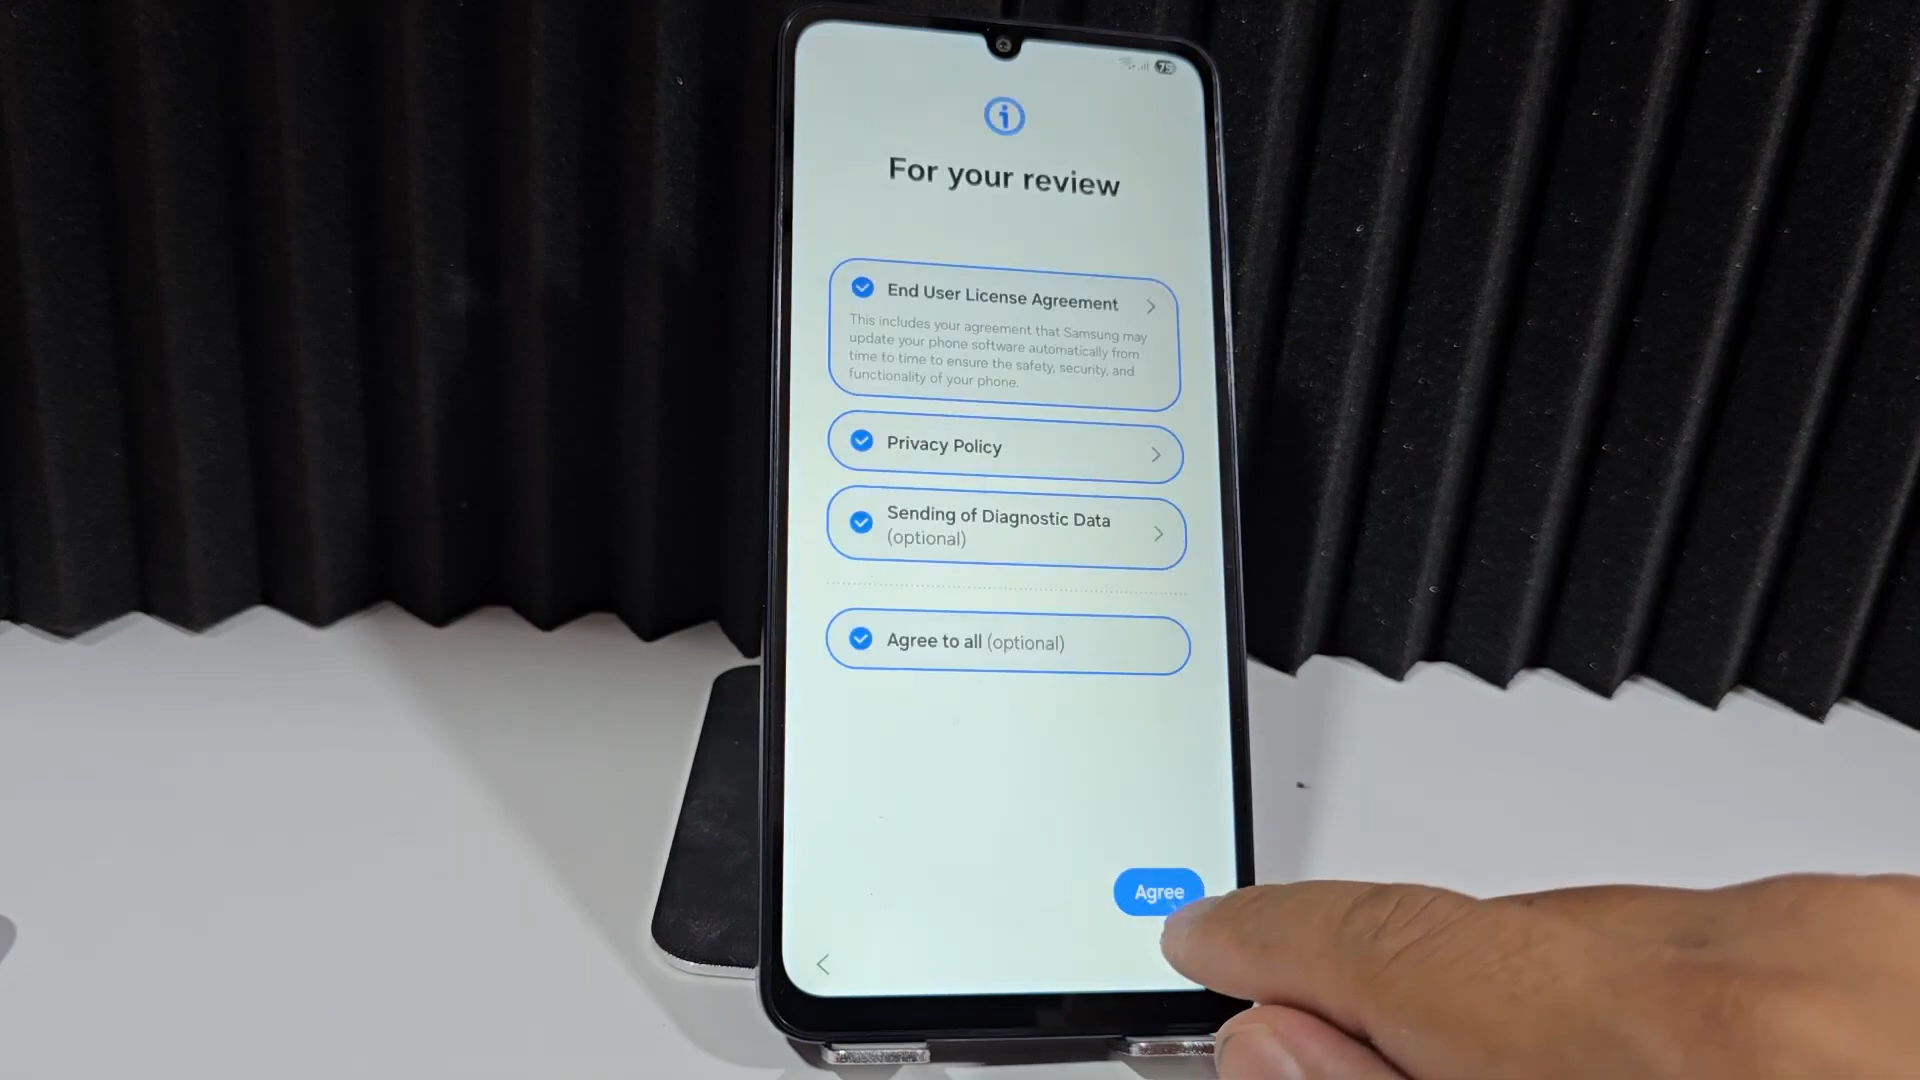 75
For your review
End User License Agreement
This includes your agreement that Samsung may
update your phone software automatically from
time to time to ensure the safety, security, and
functionality of your phone.
Privacy Policy
Sending of Diagnostic Data
(optional)
Agree to all (optional)
Agree